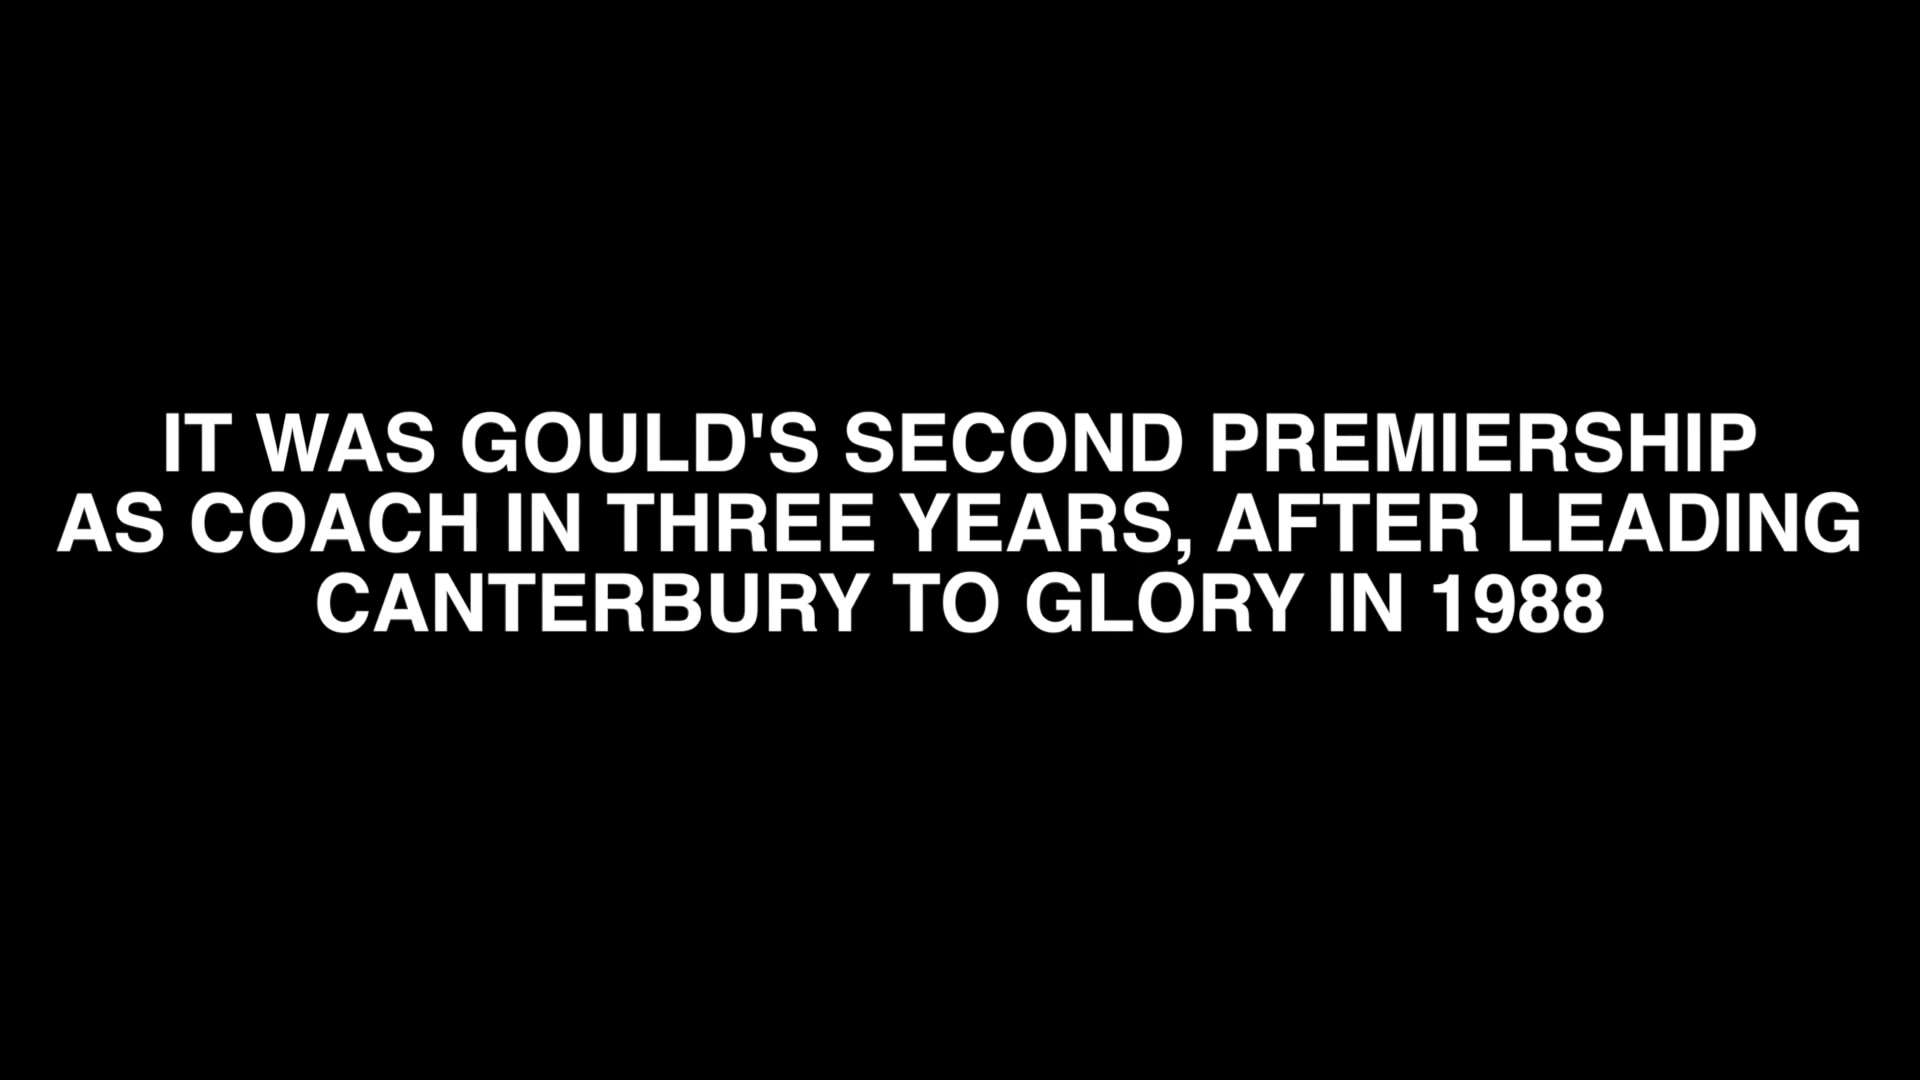 IT WAS GOULD'S SECOND PREMIERSHIP
AS COACH IN THREE YEARS, AFTER LEADING
CANTERBURY TO GLORY IN 1988